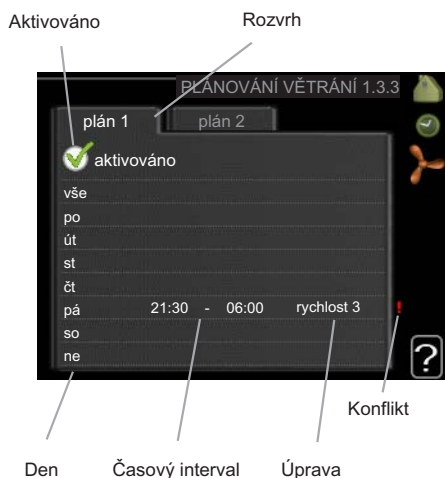 Aktivováno
Rozvrh
PLÁNOVÁNÍ VĚTRÁNÍ 1.3.3
plán 1
plán 2
aktivováno
vše
po
út
st
čt
pá 21:30 - 06:00 rychlost 3 !
so
ne
?
Konflikt
Den
Časový interval
Úprava